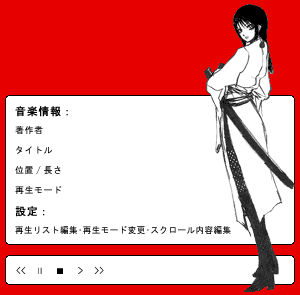 音楽情報：
著作者
タイトル
位置 / 長さ
再生モード
設定：
再生リスト編集･再生モード変更･スクロール内容編集